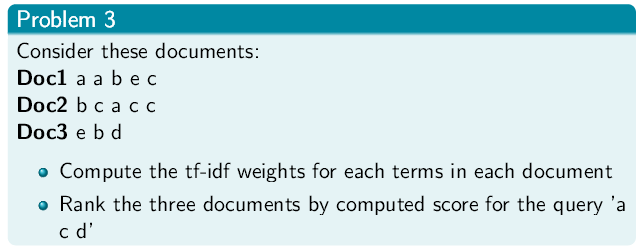 Problem 3
Consider these documents:
Doc1 a a b e c
Doc2 b c a c c
Doc3 e b d
Compute the tf-idf weights for each terms in each document
Rank the three documents by computed score for the query 'a
c d'